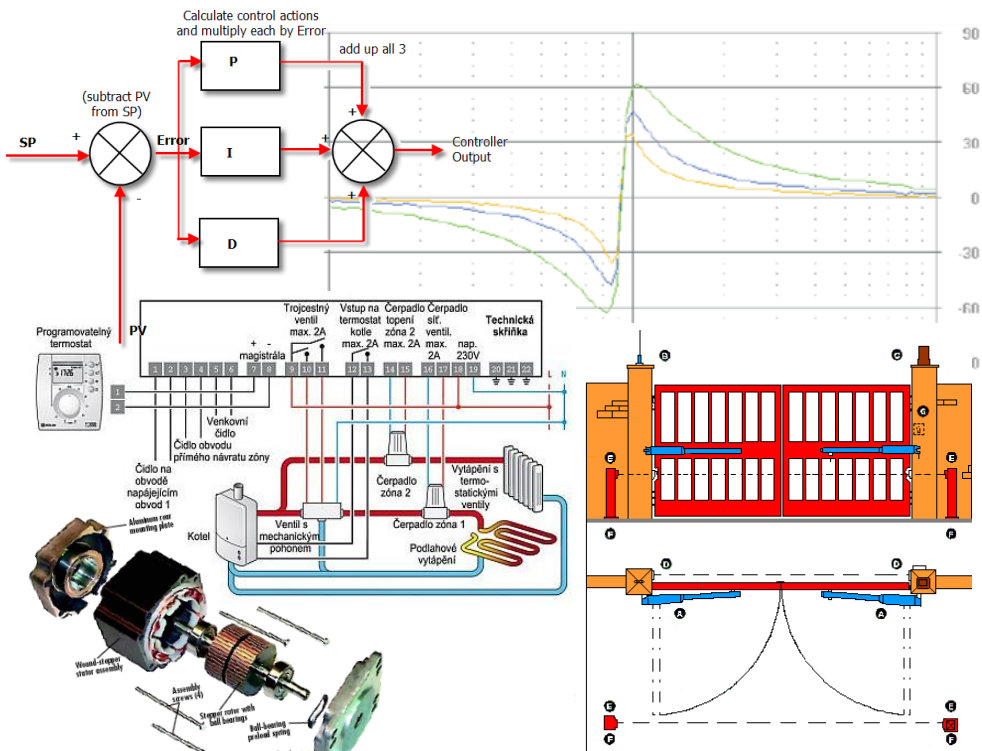 Calculate control actions
and multiply each by Error
P
add up all 3
(subtract PV
from SP)
+
SP
Error
I
+
+
+
-
Controller
Output
D
PV
90
60
30
0
-30
-60
0
Programovatelný
termostat
1
2
+ -
magistrála
Trojcestný
ventil
max. 2A
Vstup na
termostat
kotle
max. 2A
Čerpadlo
topení
zóna 2
max. 2A
Čerpadlo
síť.
ventil.
max.
2A
nap.
230V
Technická
skříňka
1 2 3 4 5 6 7 8 9 10 11 12 13 14 15 16 17 18 19 20 21 22
L
N
Venkovní
čidlo
Čidlo obvodu
přímého návratu zóny
Čidlo na
obvodě
napájejícím
obvod 1
Kotel
Ventil s
mechanickým
pohonem
Čerpadlo
zóna 2
Čerpadlo zóna 1
Vytápění s
termo-
statickými
ventily
Podlahové
vytápění
Aluminum rear
mounting plate
Wound-stepper
stator assembly
Assembly
screws (4)
Stepper rotor with
ball bearings
Ball-bearing
preload spring
B
C
G
E
E
F
F
D
D
A
A
E
E
F
F